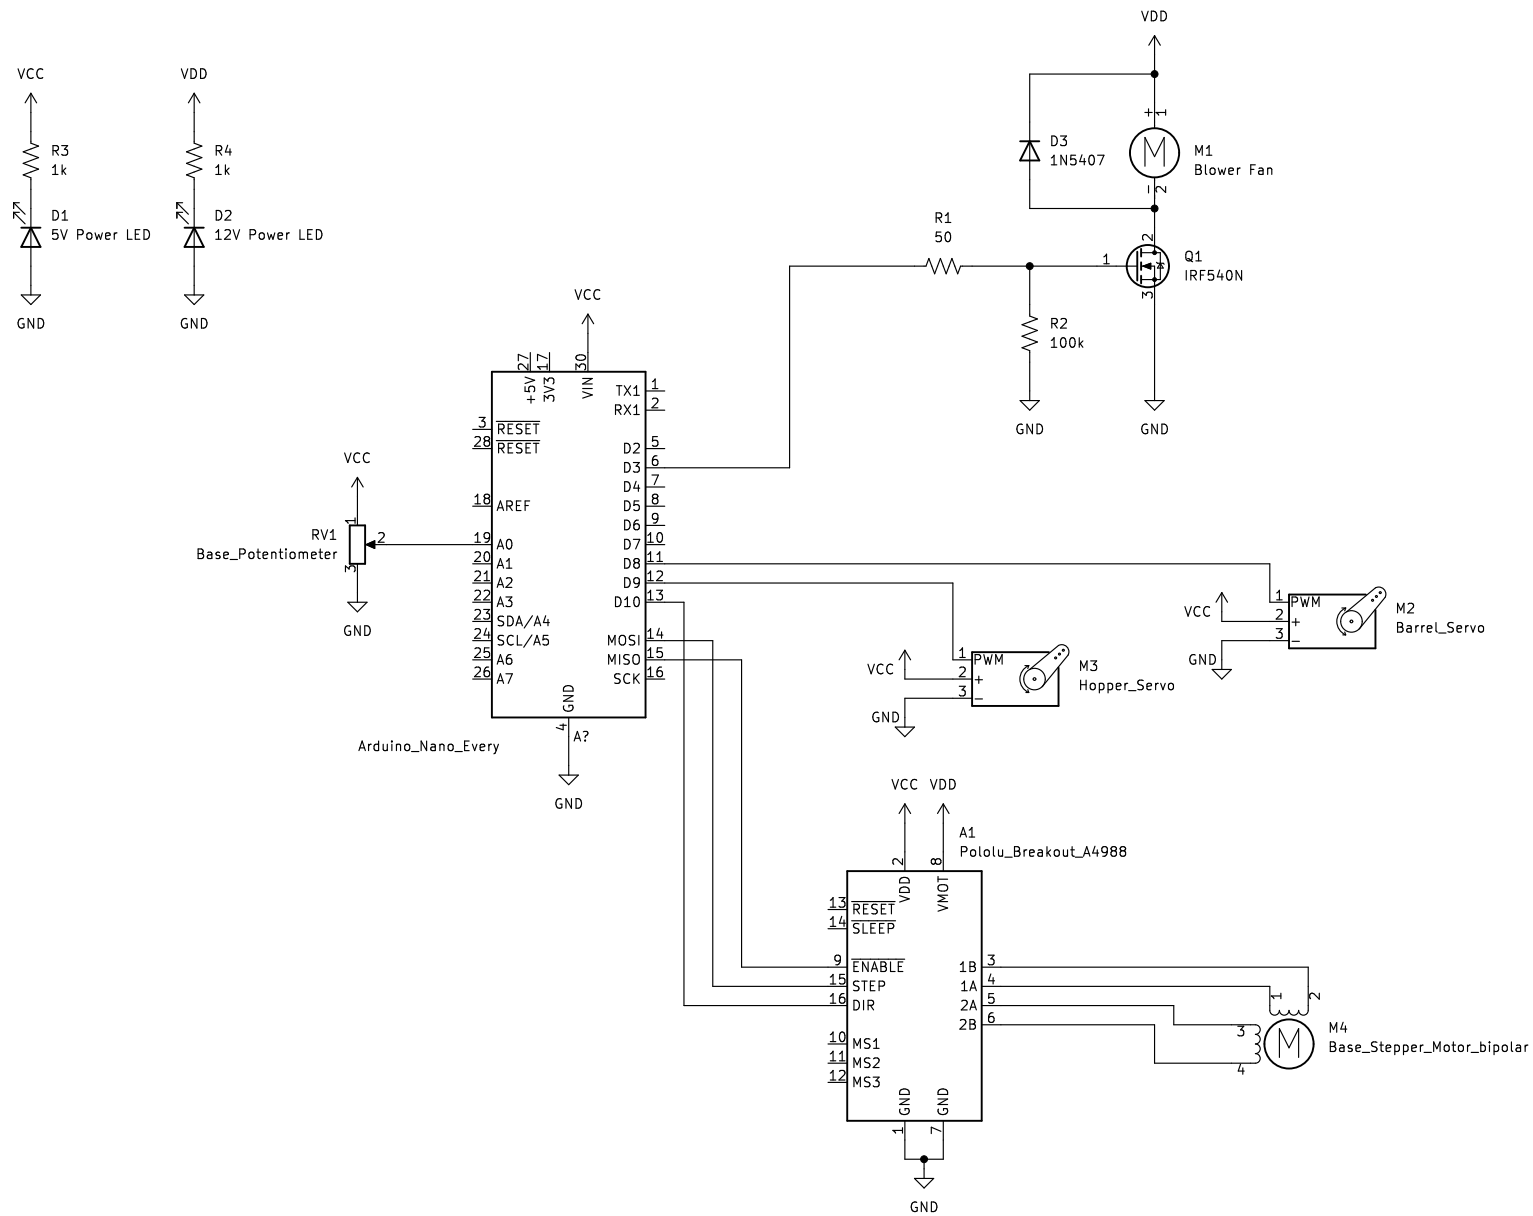 VDD
VCC
VDD
+
1
R3
1k
R4
1k
D3
1N5407
M
M1
Blower Fan
−
2
D1
5V Power LED
D2
12V Power LED
R1
50
2
1
Q1
IRF540N
3
GND
GND
VCC
R2
100k
GND
GND
27
17
30
+5V
3V3
VIN
TX1
1
RX1
2
3
RESET
28
RESET
D2
5
D3
6
D4
7
18
AREF
D5
8
D6
9
VCC
1
RV1
Base_Potentiometer
2
3
GND
19
A0
D7
10
20
A1
D8
11
21
A2
D9
12
22
A3
D10
13
23
SDA/A4
24
SCL/A5
MOSI
14
25
A6
MISO
15
26
A7
SCK
16
GND
4
A?
Arduino_Nano_Every
GND
VCC
GND
1
PWM
2
+
3
−
M2
Barrel_Servo
VCC
GND
1
PWM
2
+
3
−
M3
Hopper_Servo
VCC
VDD
A1
Pololu_Breakout_A4988
2
8
VDD
VMOT
13
RESET
14
SLEEP
9
ENABLE
15
STEP
16
DIR
10
MS1
11
MS2
12
MS3
1B
3
1A
4
2A
5
2B
6
1
2
3
4
M
M4
Base_Stepper_Motor_bipolar
GND
GND
1
7
GND